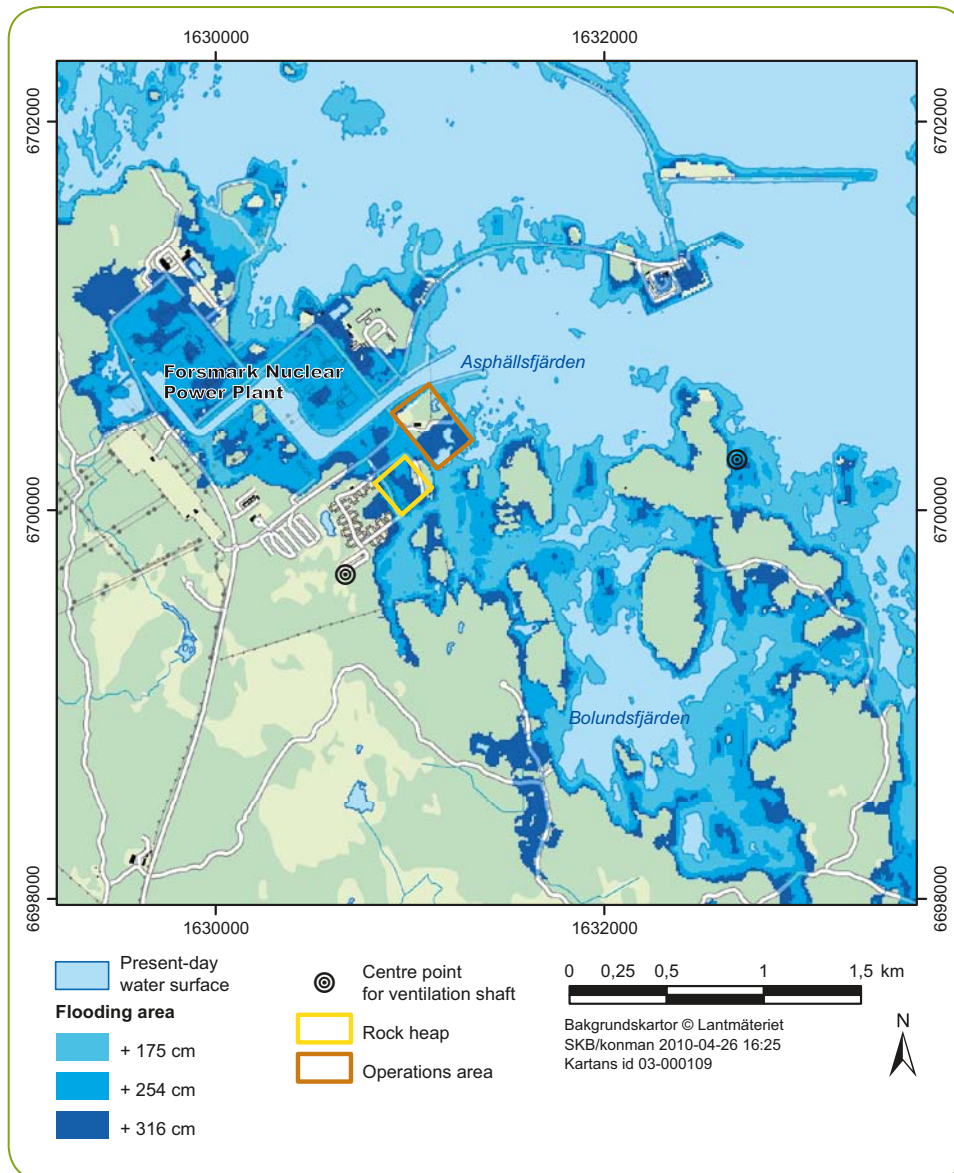 1630000
1632000
6702000
6702000
Asphällsfjärden
Forsmark Nuclear
Power Plant
6700000
6700000
Bolundsfjärden
6698000
6698000
1630000
1632000
Present-day
water surface
Flooding area
+ 175 cm
+ 254 cm
+ 316 cm
Centre point
for ventilation shaft
Rock heap
Operations area
0 0,25 0,5 1 1,5 km
Bakgrundskartor © Lantmäteriet
SKB/konman 2010-04-26 16:25
Kartans id 03-000109
N